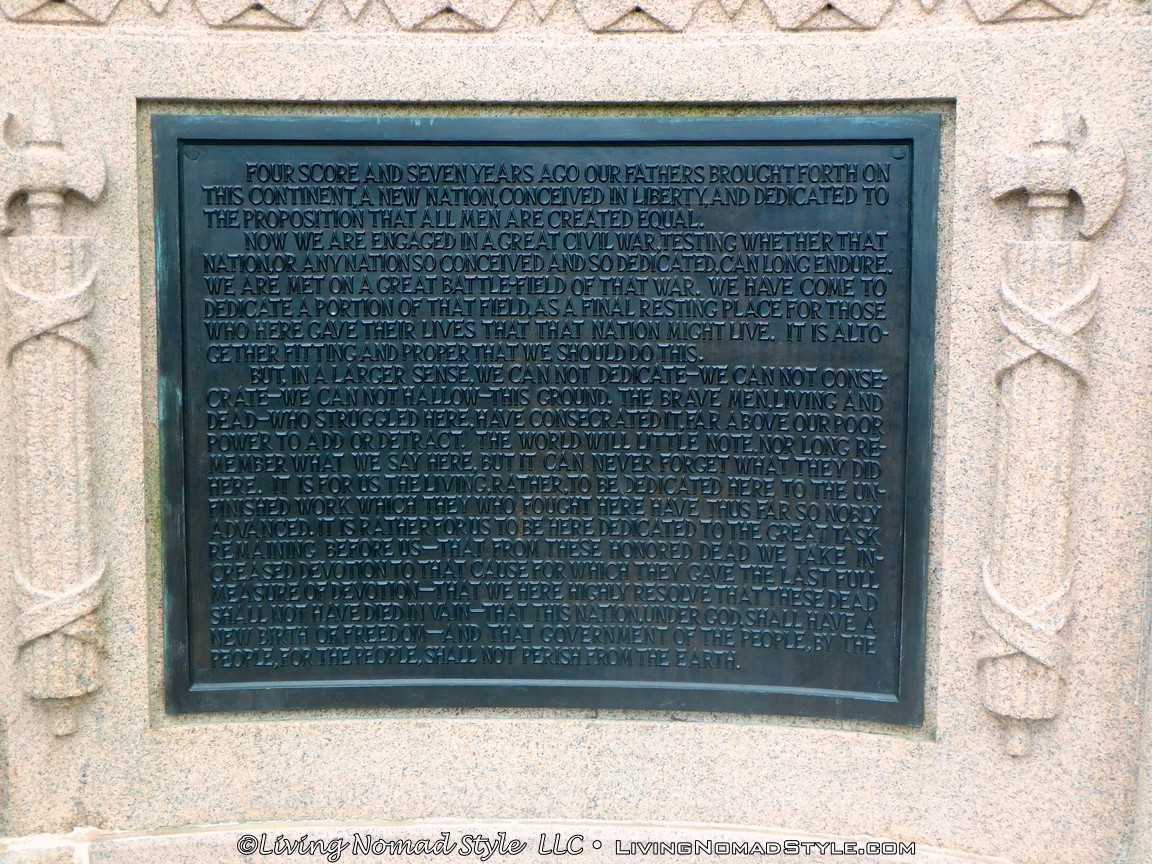 FOUR SCORE AND SEVEN YEARS AGO OUR FATHERS BROUGHT FORTH ON
THIS CONTINENT, A NEW NATION, CONCEIVED IN LIBERTY, AND DEDICATED TO
THE PROPOSITION THAT ALL MEN ARE CREATED EQUAL.
NOW WE ARE ENGAGED IN A GREAT CIVIL WAR, TESTING WHETHER THAT
NATION, OR ANY NATION SO CONCEIVED AND SO DEDICATED, CAN LONG ENDURE.
WE ARE MET ON A GREAT BATTLE-FIELD OF THAT WAR. WE HAVE COME TO
DEDICATE A PORTION OF THAT FIELD, AS A FINAL RESTING PLACE FOR THOSE
WHO HERE GAVE THEIR LIVES THAT THAT NATION MIGHT LIVE. IT IS ALTO-
GETHER FITTING AND PROPER THAT WE SHOULD DO THIS.
BUT, IN A LARGER SENSE, WE CAN NOT DEDICATE—WE CAN NOT CONSE-
CRATE—WE CAN NOT HALLOW—THIS GROUND. THE BRAVE MEN, LIVING AND
DEAD—WHO STRUGGLED HERE, HAVE CONSECRATED IT, FAR ABOVE OUR POOR
POWER TO ADD OR DETRACT. THE WORLD WILL LITTLE NOTE, NOR LONG RE-
MEMBER WHAT WE SAY HERE, BUT IT CAN NEVER FORGET WHAT THEY DID
HERE. IT IS FOR US THE LIVING, RATHER, TO BE DEDICATED HERE TO THE UN-
FINISHED WORK WHICH THEY WHO FOUGHT HERE HAVE THUS FAR SO NOBLY
ADVANCED. IT IS RATHER FOR US TO BE HERE DEDICATED TO THE GREAT TASK
REMAINING BEFORE US—THAT FROM THESE HONORED DEAD WE TAKE IN-
CREASED DEVOTION TO THAT CAUSE FOR WHICH THEY GAVE THE LAST FULL
MEASURE OF DEVOTION—THAT WE HERE HIGHLY RESOLVE THAT THESE DEAD
SHALL NOT HAVE DIED IN VAIN—THAT THIS NATION, UNDER GOD, SHALL HAVE A
NEW BIRTH OF FREEDOM—AND THAT GOVERNMENT OF THE PEOPLE, BY THE
PEOPLE, FOR THE PEOPLE, SHALL NOT PERISH FROM THE EARTH.
©Living Nomad Style LLC • LivingNomadStyle.com